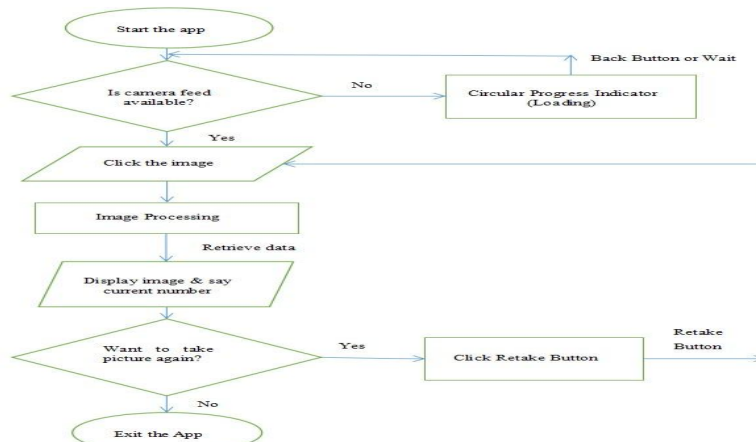 Start the app
Back Button or Wait
Is camera feed
available?
No
Circular Progress Indicator
(Loading)
Yes
Click the image
Image Processing
Retrieve data
Display image & say
current number
Want to take
picture again?
Yes
Click Retake Button
Retake
Button
No
Exit the App